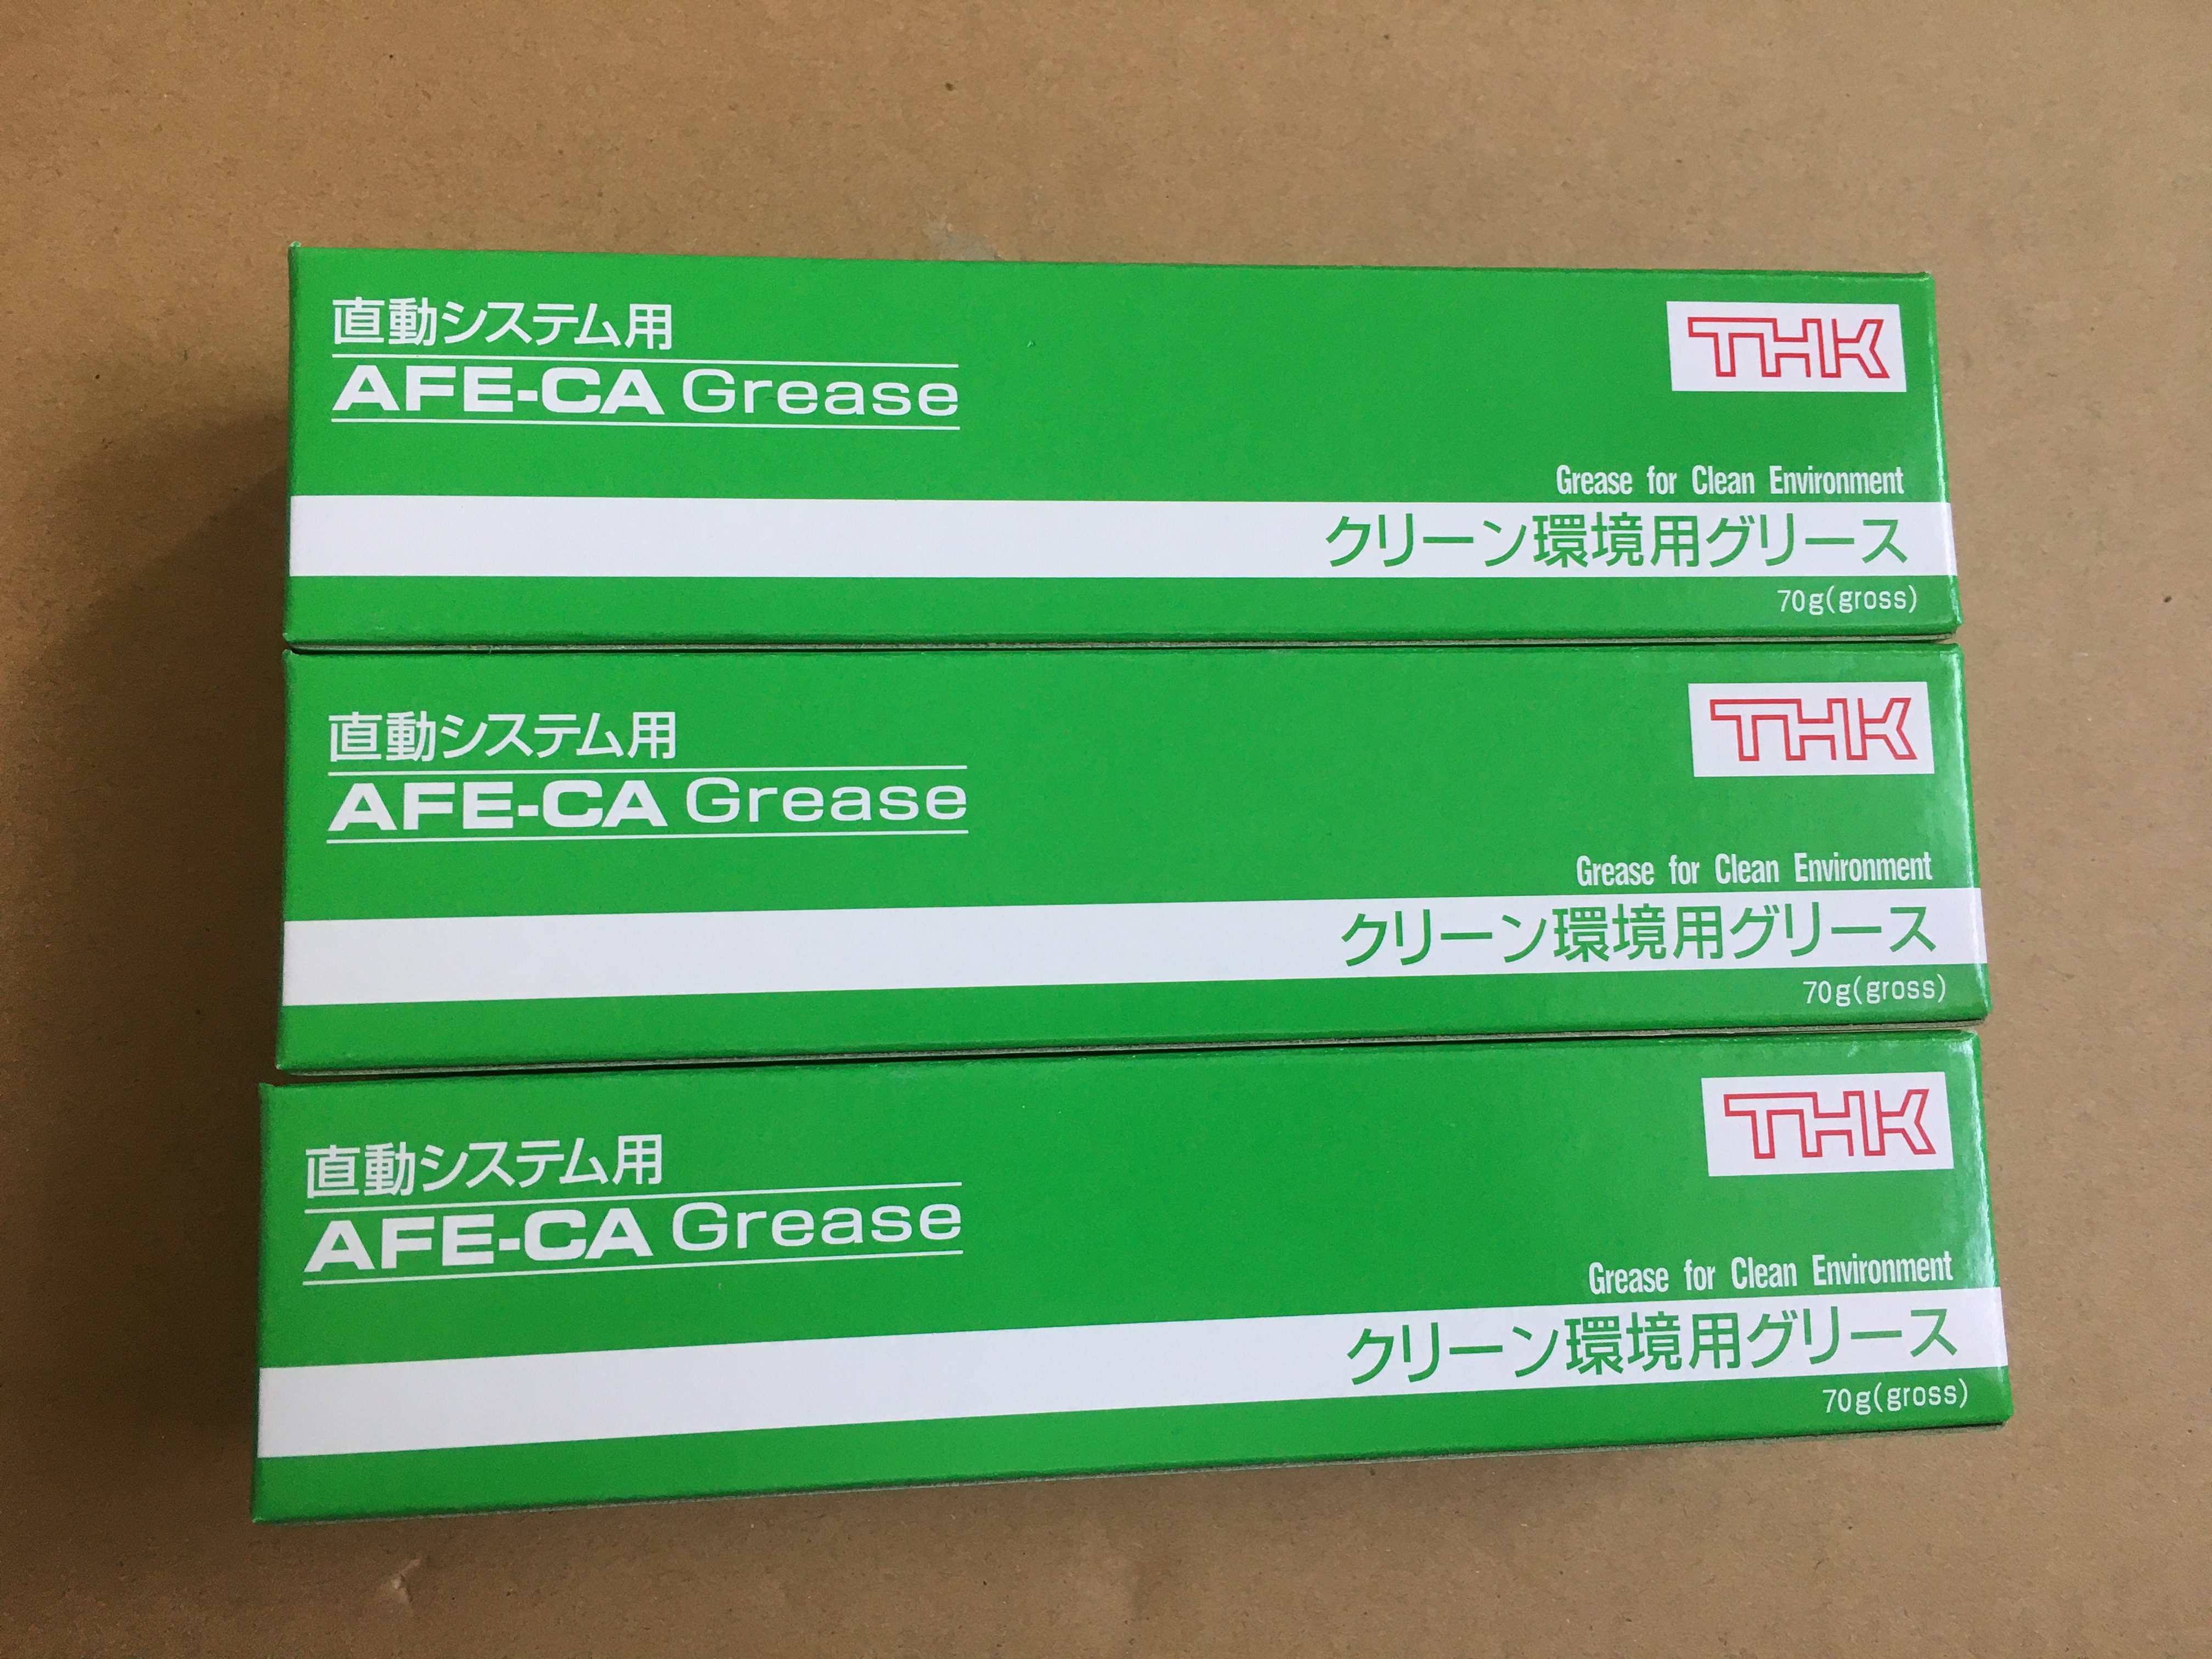 直動システム用
AFE-CA Grease
THK
Grease for Clean Environment
クリーン環境用グリース
70g(gross)
直動システム用
AFE-CA Grease
THK
Grease for Clean Environment
クリーン環境用グリース
70g(gross)
直動システム用
AFE-CA Grease
THK
Grease for Clean Environment
クリーン環境用グリース
70g(gross)